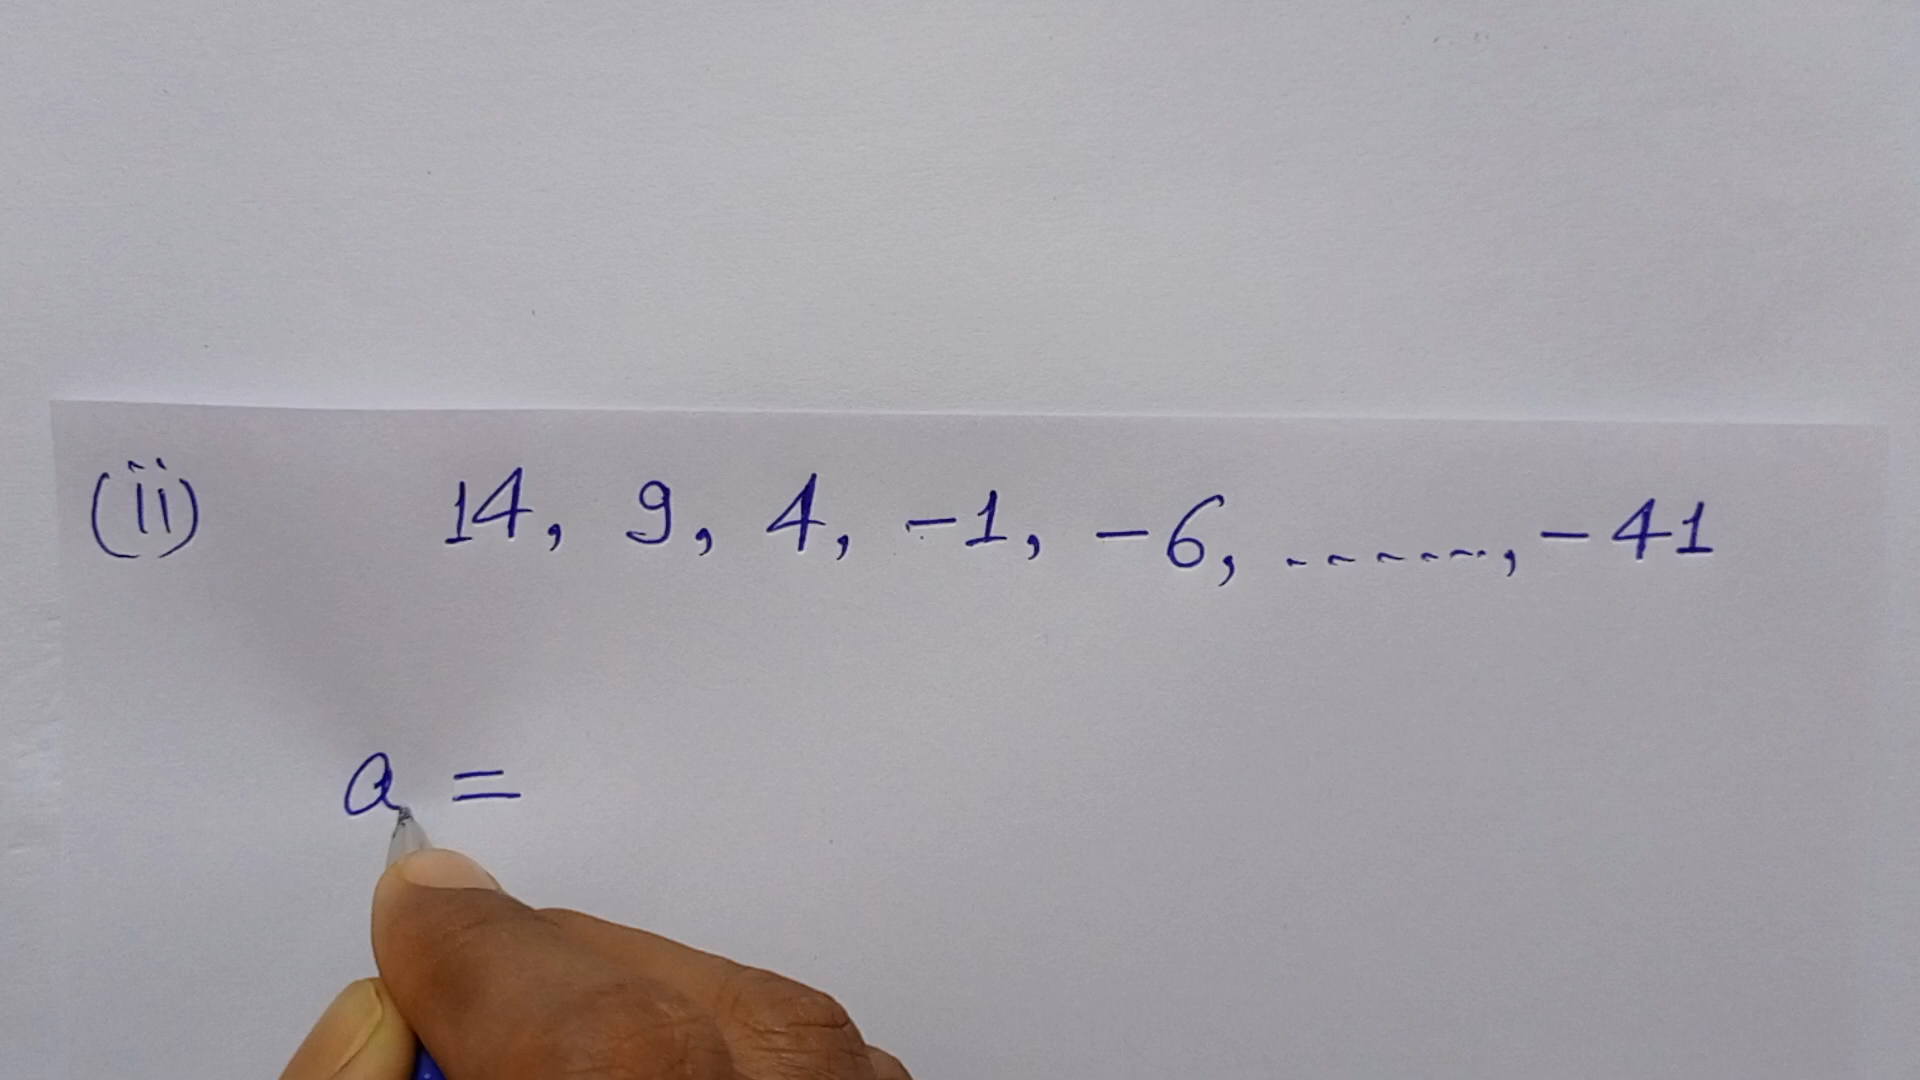 (ii) 14, 9, 4, -1, -6, ......., -41
a =